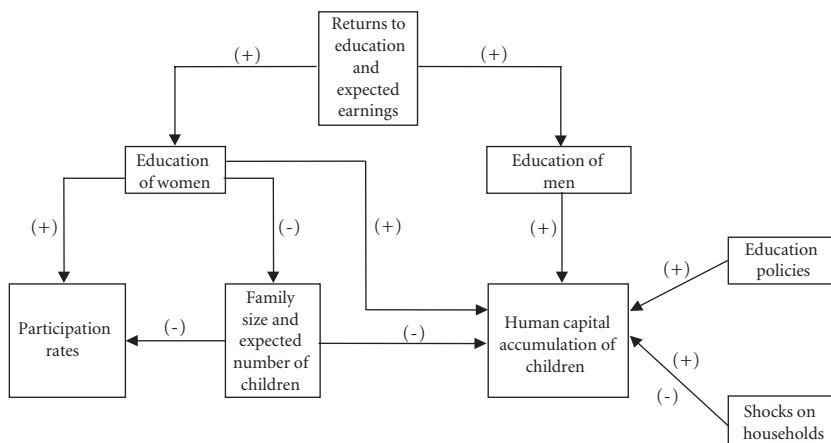 Returns to
education
and
expected
earnings
(+)
(+)
Education
of women
Education of
men
(+)
(-)
(+)
(+)
Education
policies
(+)
Participation
rates
(-)
Family
size and
expected
number of
children
(-)
Human capital
accumulation of
children
(+)
(-)
Shocks on
households